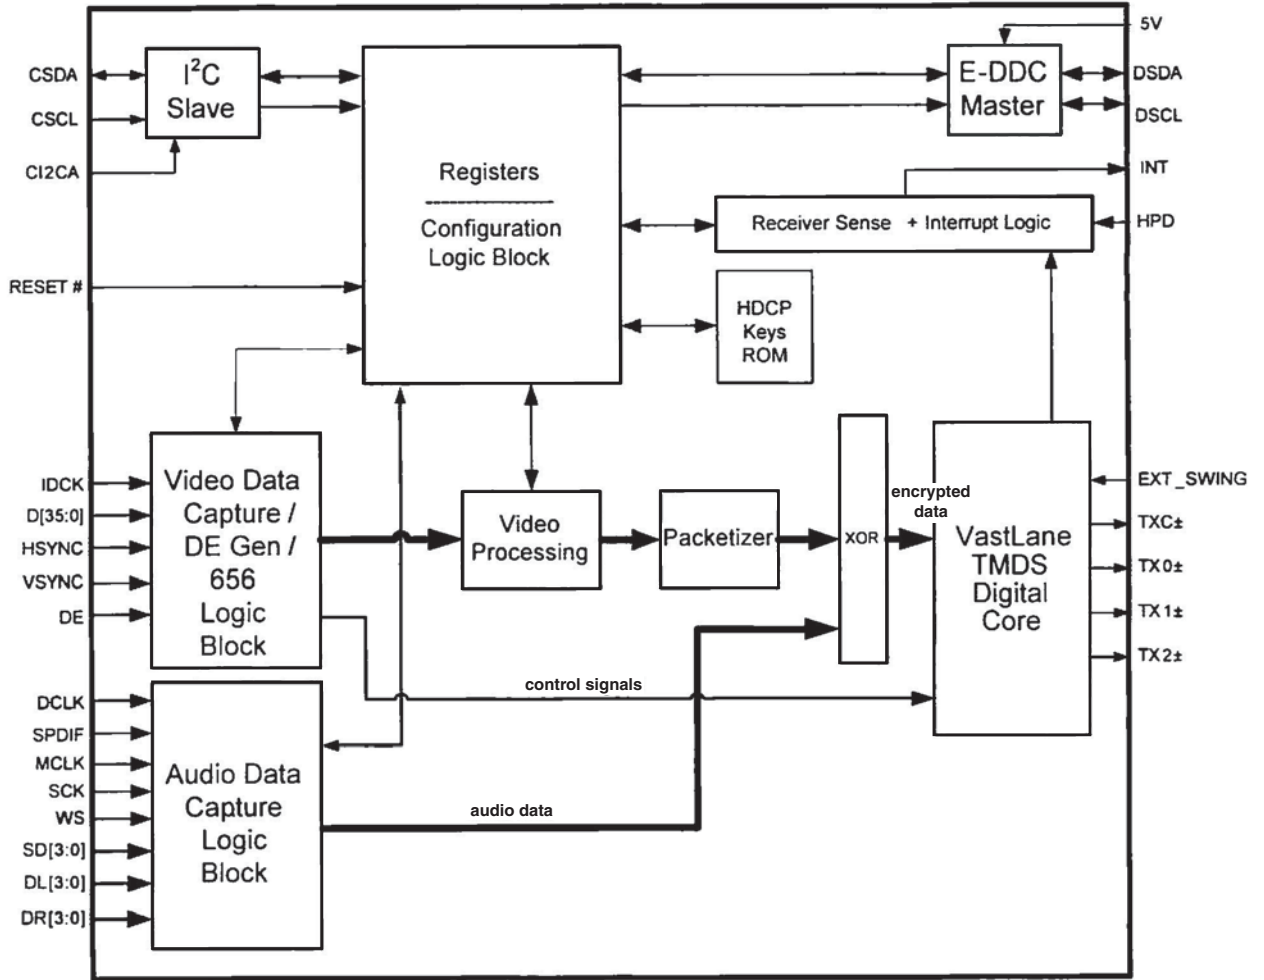 5V
CSDA
I²C
Slave
CSCL
CI2CA
Registers
Configuration
Logic Block
E-DDC
Master
DSDA
DSCL
INT
Receiver Sense + Interrupt Logic
HPD
RESET #
HDCP
Keys
ROM
IDCK
D[35:0]
HSYNC
VSYNC
DE
Video Data
Capture /
DE Gen /
656
Logic
Block
Video
Processing
Packetizer
XOR
encrypted
data
VastLane
TMDS
Digital
Core
EXT_SWING
TXC±
TX0±
TX1±
TX2±
control signals
DCLK
SPDIF
MCLK
SCK
WS
SD[3:0]
DL[3:0]
DR[3:0]
Audio Data
Capture
Logic
Block
audio data